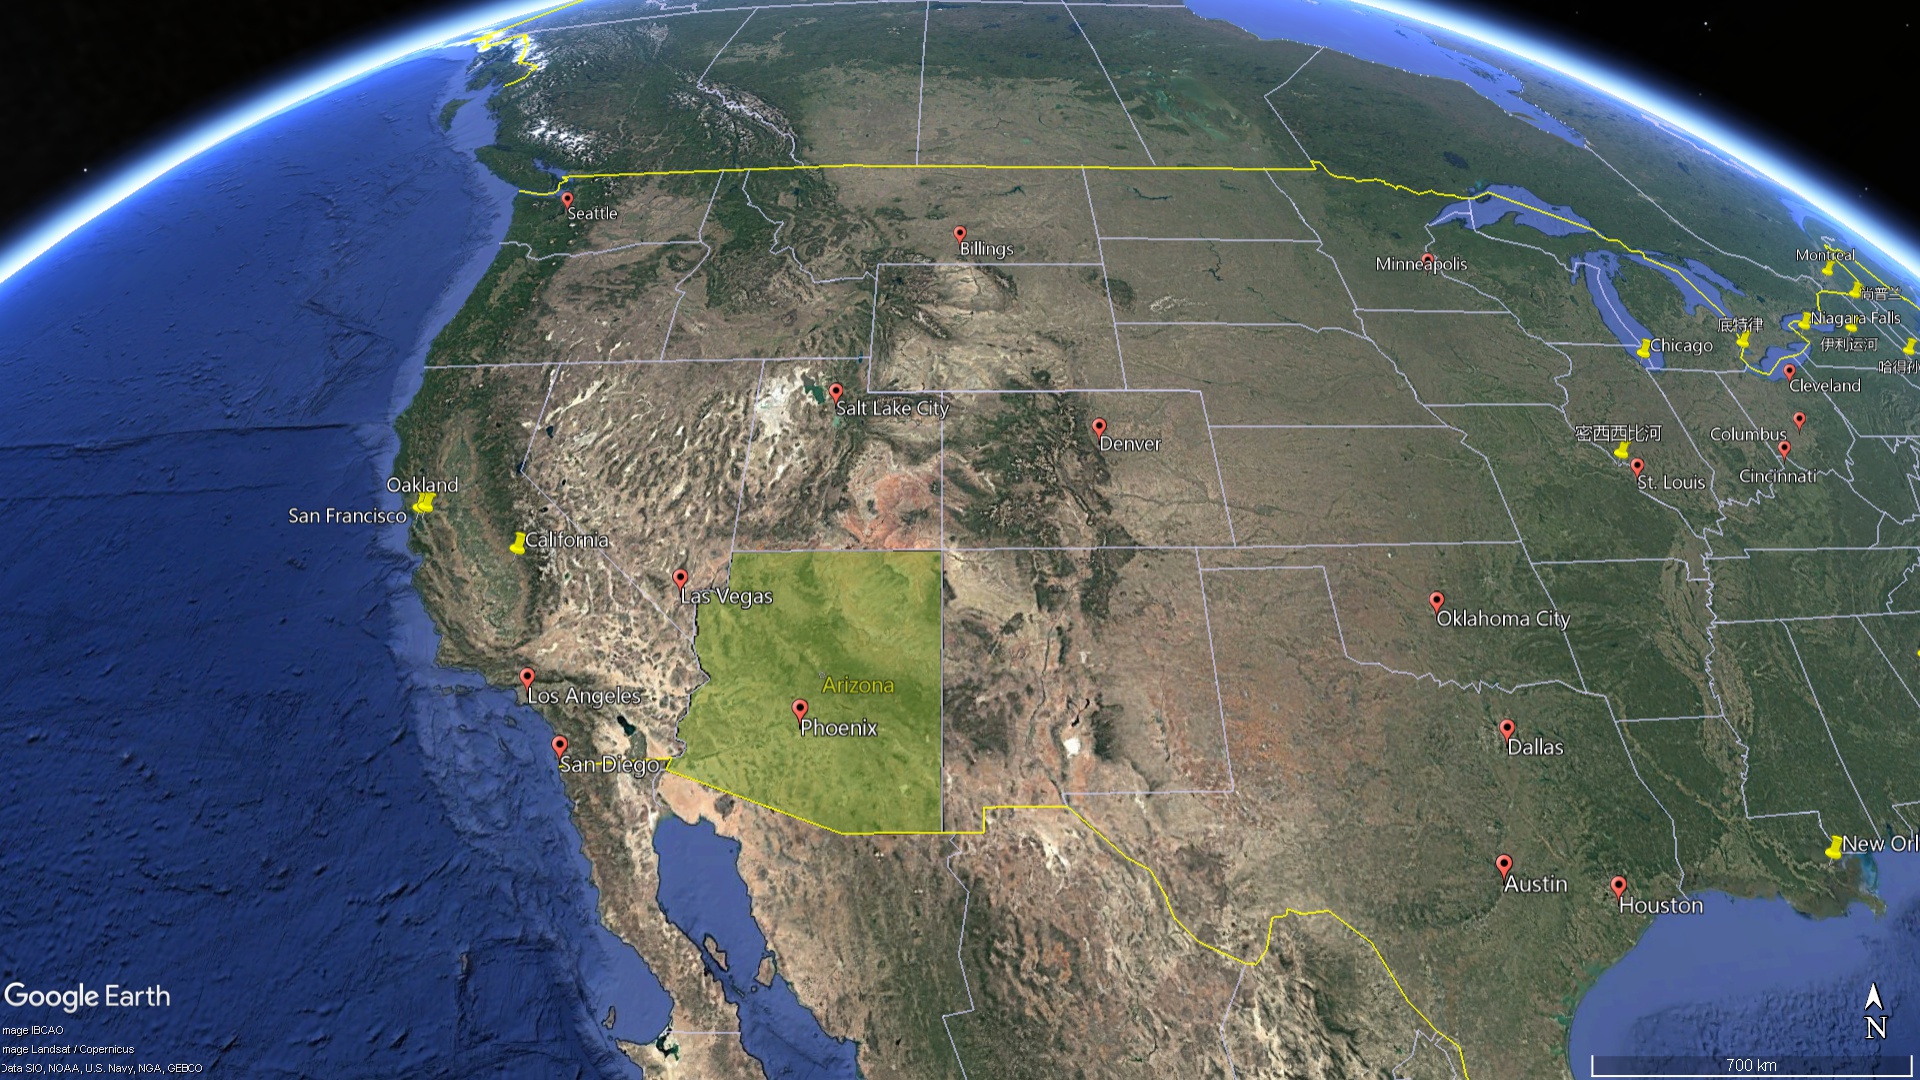 Seattle
Billings
Minneapolis
Montreal
尚普兰
Niagara Falls
底特律
伊利运河
Chicago
哈得孙
Cleveland
Salt Lake City
Denver
密西西比河
Columbus
Cincinnati
St. Louis
Oakland
San Francisco
California
Las Vegas
Oklahoma City
Arizona
Los Angeles
Phoenix
San Diego
Dallas
New Orl
Austin
Houston
Google Earth
mage IBCAO
mage Landsat / Copernicus
Data SIO, NOAA, U.S. Navy, NGA, GEBCO
N
700 km